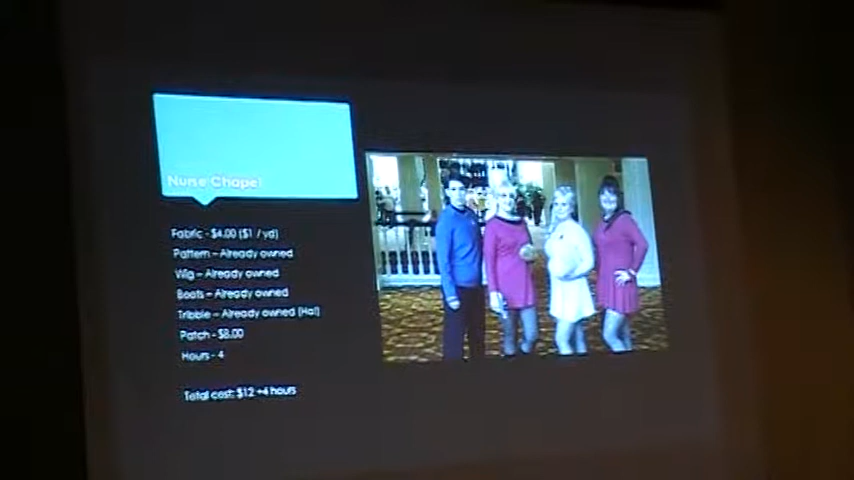 Nurse Chapel
Fabric - $4.00 ($1 / yd)
Pattern – Already owned
Wig – Already owned
Boots – Already owned
Tribble – Already owned (Ha!)
Patch - $8.00
Hours - 4
Total cost: $12 +4 hours